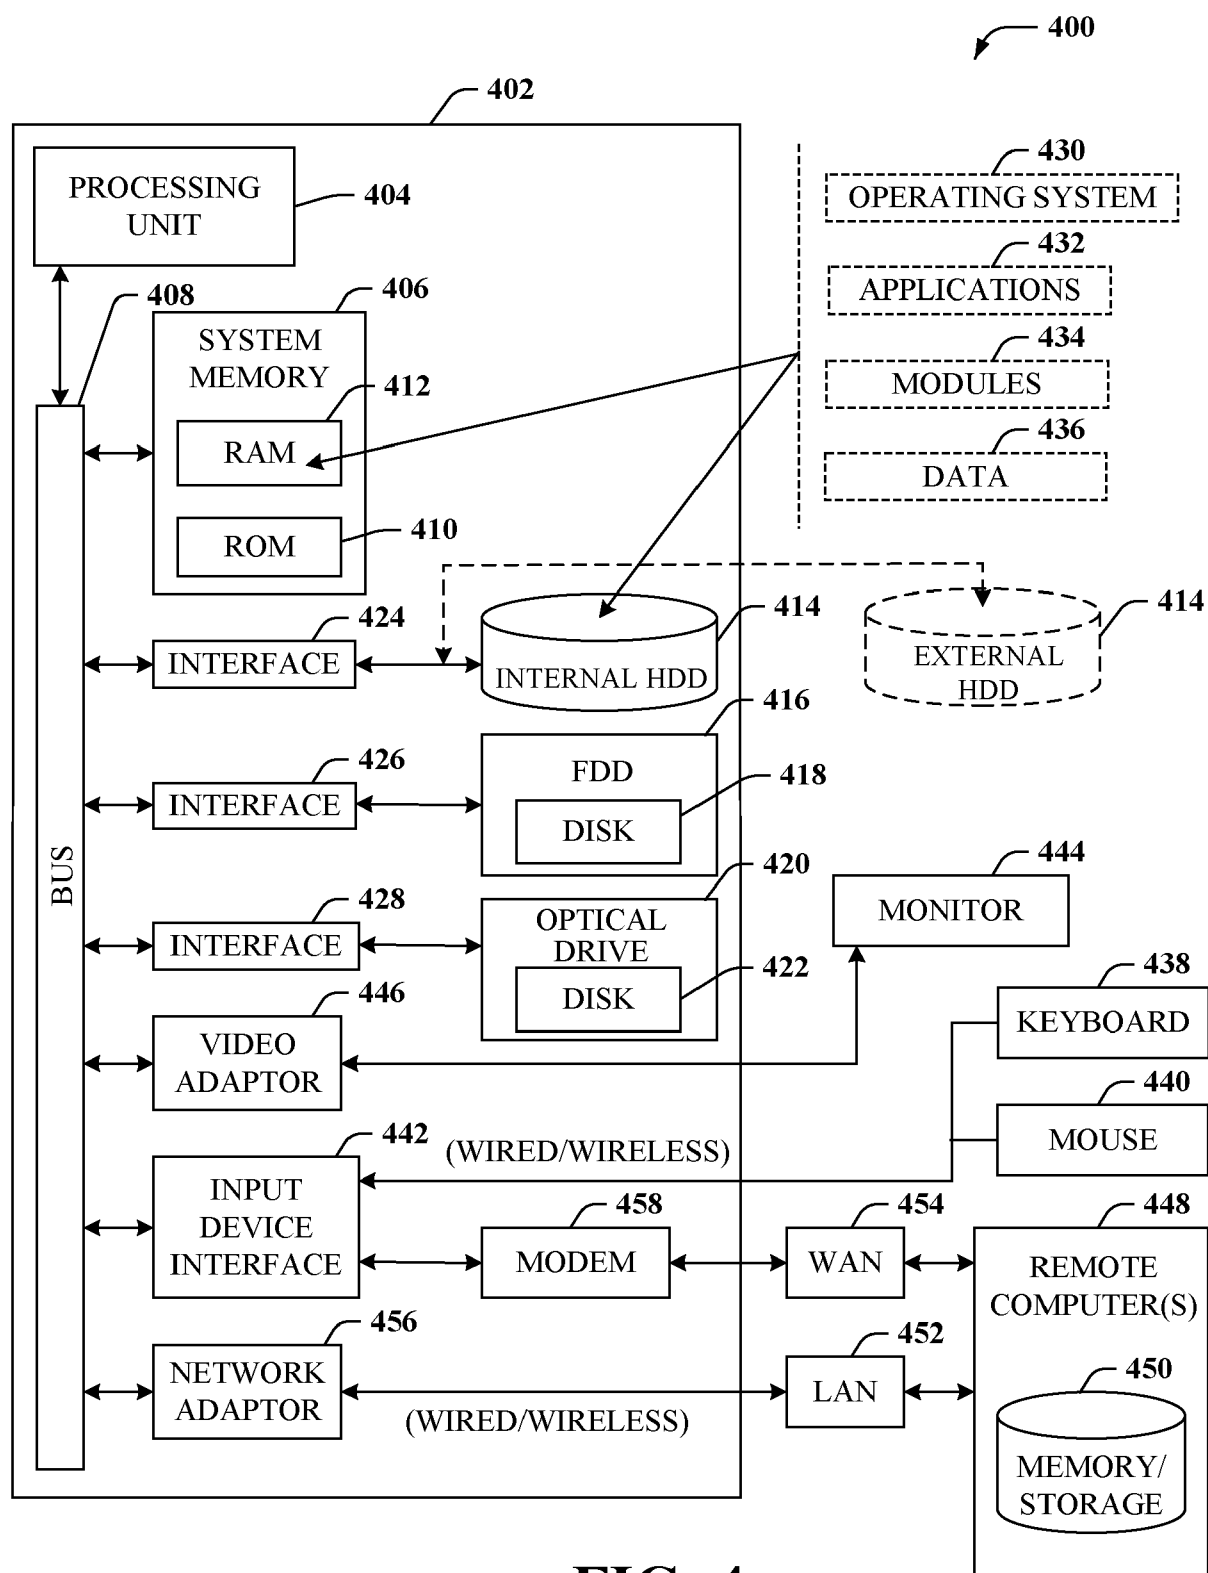 400
402
PROCESSING
UNIT
404
430
OPERATING SYSTEM
432
APPLICATIONS
434
MODULES
436
DATA
408
406
SYSTEM
MEMORY
412
RAM
410
ROM
424
INTERFACE
414
INTERNAL HDD
414
EXTERNAL
HDD
416
FDD
418
DISK
426
INTERFACE
BUS
420
OPTICAL
DRIVE
422
DISK
428
INTERFACE
444
MONITOR
446
VIDEO
ADAPTOR
438
KEYBOARD
440
MOUSE
442
INPUT
DEVICE
INTERFACE
(WIRED/WIRELESS)
458
MODEM
454
WAN
448
REMOTE
COMPUTER(S)
456
NETWORK
ADAPTOR
(WIRED/WIRELESS)
452
LAN
450
MEMORY/
STORAGE